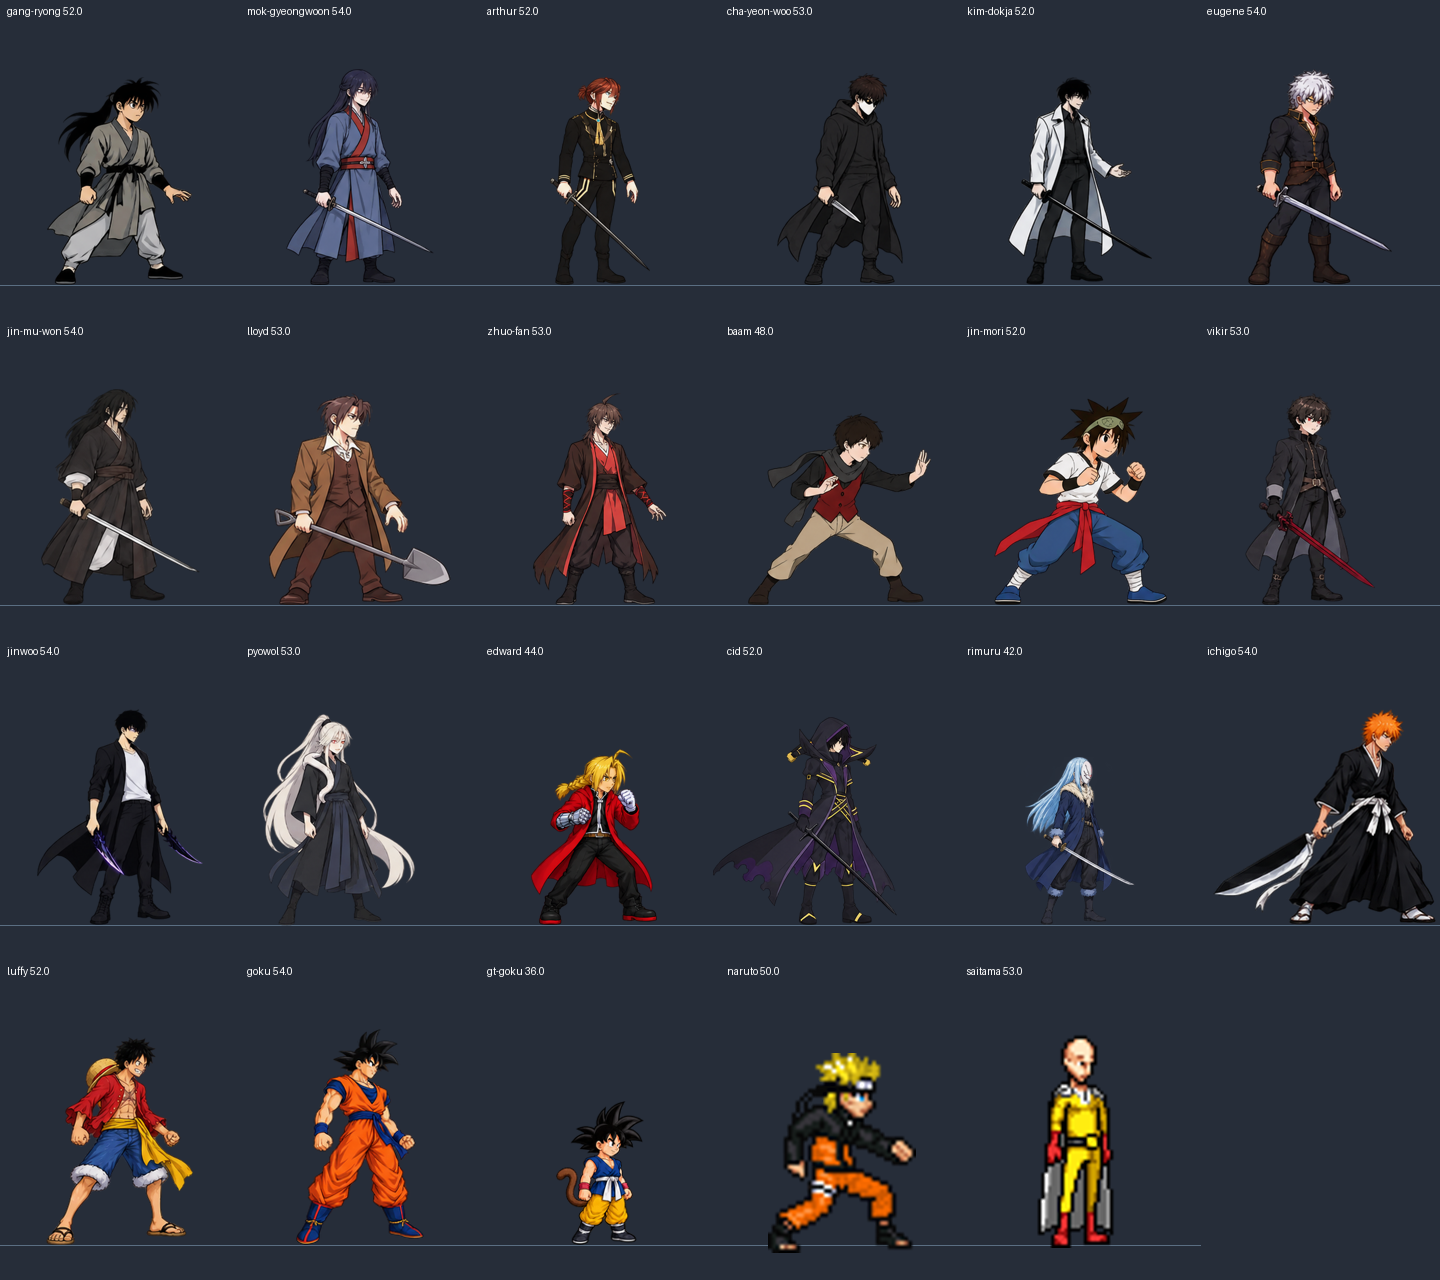 gang-ryong 52.0
mok-gyeongwoon 54.0
arthur 52.0
cha-yeon-woo 53.0
kim-dokja 52.0
eugene 54.0
jin-mu-won 54.0
lloyd 53.0
zhuo-fan 53.0
baam 48.0
jin-mori 52.0
vikir 53.0
jinwoo 54.0
pyowol 53.0
edward 44.0
cid 52.0
rimuru 42.0
ichigo 54.0
luffy 52.0
goku 54.0
gt-goku 36.0
naruto 50.0
saitama 53.0